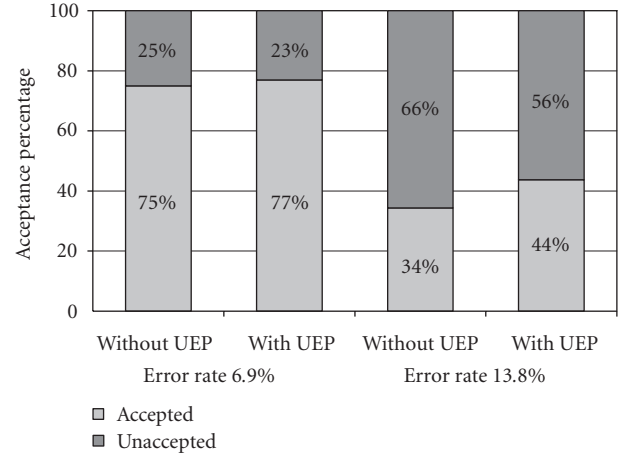 Acceptance percentage
100
80
60
40
20
0
25%
75%
23%
77%
66%
34%
56%
44%
Without UEP
With UEP
Without UEP
With UEP
Error rate 6.9%
Error rate 13.8%
Accepted
Unaccepted